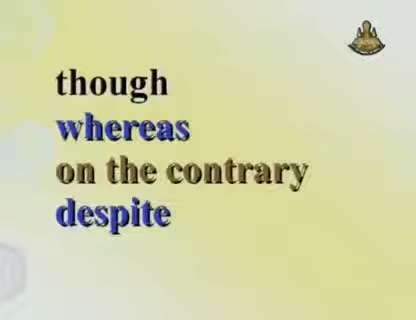 though
whereas
on the contrary
despite